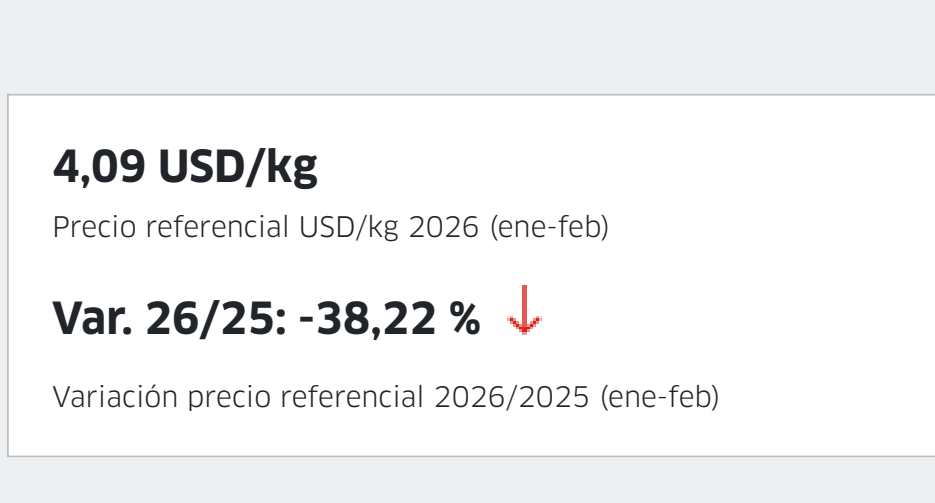 4,09 USD/kg
Precio referencial USD/kg 2026 (ene-feb)
Var. 26/25: -38,22 %
Variación precio referencial 2026/2025 (ene-feb)